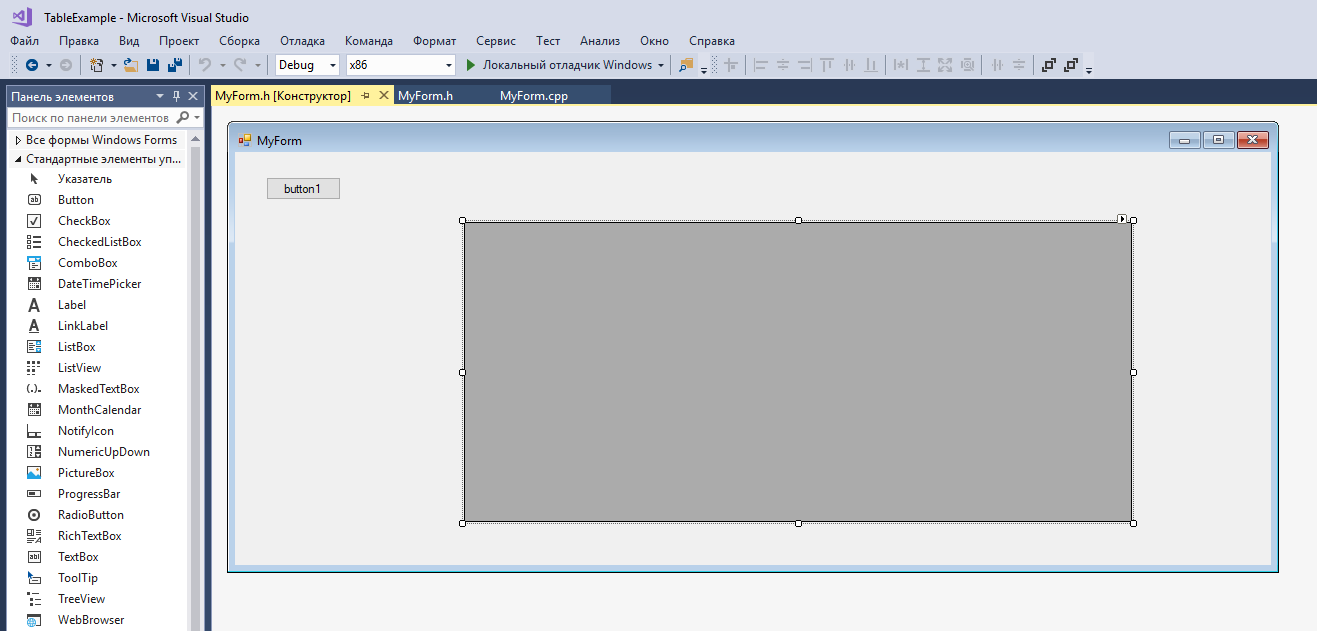 TableExample - Microsoft Visual Studio
Файл Правка Вид Проект Сборка Отладка Команда Формат Сервис Тест Анализ Окно Справка
Debug x86 Локальный отладчик Windows
Панель элементов
MyForm.h [Конструктор] MyForm.h MyForm.cpp
Поиск по панели элементов
Все формы Windows Forms
Стандартные элементы уп...
Указатель
Button
CheckBox
CheckedListBox
ComboBox
DateTimePicker
Label
LinkLabel
ListBox
ListView
MaskedTextBox
MonthCalendar
NotifyIcon
NumericUpDown
PictureBox
ProgressBar
RadioButton
RichTextBox
TextBox
ToolTip
TreeView
WebBrowser
MyForm
button1